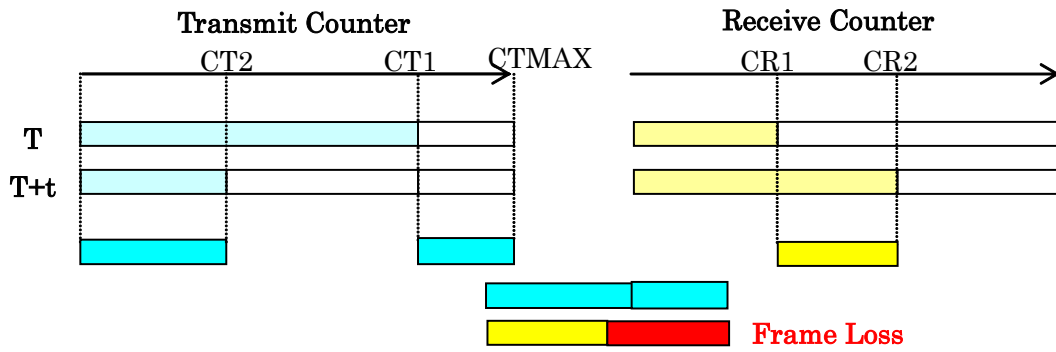 Transmit Counter
Receive Counter
CT2
CT1
CTMAX
CR1
CR2
T
T+t
Frame Loss